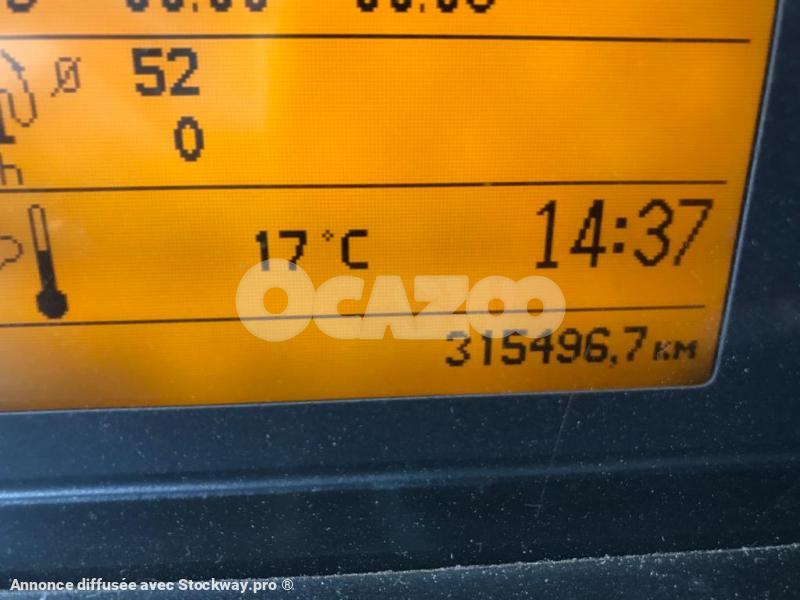 Ø 52
0
h
17 °C 14:37
OCAZOO
315496,7 км
Annonce diffusée avec Stockway.pro ®